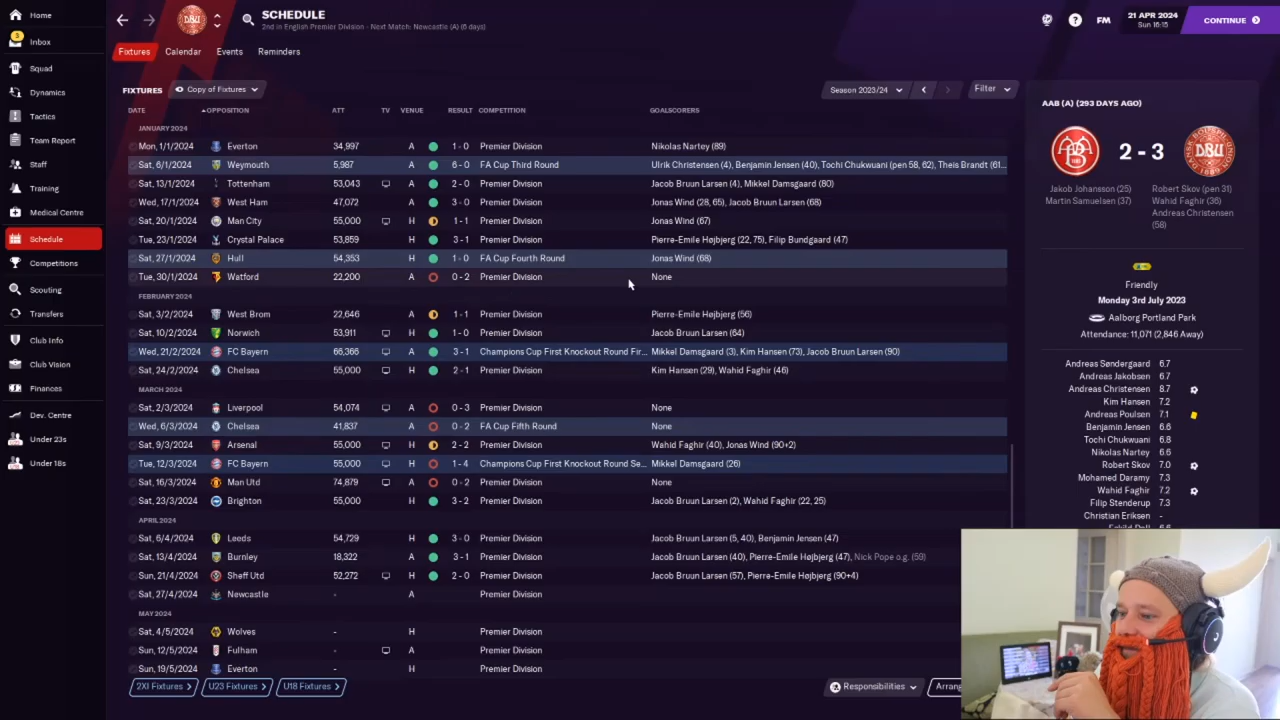 Home
3
Inbox
Squad
Dynamics
Tactics
Team Report
Staff
Training
Medical Centre
Schedule
Competitions
Scouting
Transfers
Club Info
Club Vision
Finances
Dev. Centre
Under 23s
Under 18s
DBU
SCHEDULE
2nd in English Premier Division - Next Match: Newcastle (A) (6 days)
FM
21 APR 2024
Sun 16:15
CONTINUE
Fixtures Calendar Events Reminders
FIXTURES Copy of Fixtures Season 2023/24 Filter
DATE OPPOSITION ATT TV VENUE RESULT COMPETITION GOALSCORERS
JANUARY 2024
Mon, 1/1/2024 Everton 34,997 A 1 - 0 Premier Division Nikolas Nartey (89)
Sat, 6/1/2024 Weymouth 5,987 A 6 - 0 FA Cup Third Round Ulrik Christensen (4), Benjamin Jensen (40), Tochi Chukwuani (pen 58, 62), Theis Brandt (61...
Sat, 13/1/2024 Tottenham 53,043 A 2 - 0 Premier Division Jacob Bruun Larsen (4), Mikkel Damsgaard (80)
Wed, 17/1/2024 West Ham 47,072 A 3 - 0 Premier Division Jonas Wind (28, 65), Jacob Bruun Larsen (68)
Sat, 20/1/2024 Man City 55,000 H 1 - 1 Premier Division Jonas Wind (67)
Tue, 23/1/2024 Crystal Palace 53,859 H 3 - 1 Premier Division Pierre-Emile Højbjerg (22, 75), Filip Bundgaard (47)
Sat, 27/1/2024 Hull 54,353 H 1 - 0 FA Cup Fourth Round Jonas Wind (68)
Tue, 30/1/2024 Watford 22,200 A 0 - 2 Premier Division None
FEBRUARY 2024
Sat, 3/2/2024 West Brom 22,646 A 1 - 1 Premier Division Pierre-Emile Højbjerg (56)
Sat, 10/2/2024 Norwich 53,911 H 1 - 0 Premier Division Jacob Bruun Larsen (64)
Wed, 21/2/2024 FC Bayern 66,366 A 3 - 1 Champions Cup First Knockout Round Fir... Mikkel Damsgaard (3), Kim Hansen (73), Jacob Bruun Larsen (90)
Sat, 24/2/2024 Chelsea 55,000 H 2 - 1 Premier Division Kim Hansen (29), Wahid Faghir (46)
MARCH 2024
Sat, 2/3/2024 Liverpool 54,074 A 0 - 3 Premier Division None
Wed, 6/3/2024 Chelsea 41,837 A 0 - 2 FA Cup Fifth Round None
Sat, 9/3/2024 Arsenal 55,000 H 2 - 2 Premier Division Wahid Faghir (40), Jonas Wind (90+2)
Tue, 12/3/2024 FC Bayern 55,000 H 1 - 4 Champions Cup First Knockout Round Se... Mikkel Damsgaard (26)
Sat, 16/3/2024 Man Utd 74,879 A 0 - 2 Premier Division None
Sat, 23/3/2024 Brighton 55,000 H 3 - 2 Premier Division Jacob Bruun Larsen (2), Wahid Faghir (22, 25)
APRIL 2024
Sat, 6/4/2024 Leeds 54,729 H 3 - 0 Premier Division Jacob Bruun Larsen (5, 40), Benjamin Jensen (47)
Sat, 13/4/2024 Burnley 18,322 A 3 - 1 Premier Division Jacob Bruun Larsen (40), Pierre-Emile Højbjerg (47), Nick Pope o.g. (59)
Sun, 21/4/2024 Sheff Utd 52,272 H 2 - 0 Premier Division Jacob Bruun Larsen (57), Pierre-Emile Højbjerg (90+4)
Sat, 27/4/2024 Newcastle - A Premier Division
MAY 2024
Sat, 4/5/2024 Wolves - H Premier Division
Sun, 12/5/2024 Fulham - A Premier Division
Sun, 19/5/2024 Everton - H Premier Division
2XI Fixtures U23 Fixtures U18 Fixtures Responsibilities Arrang
AAB (A) (293 DAYS AGO)
2 - 3
DBU
Jakob Johansson (25)
Martin Samuelsen (37)
Robert Skov (pen 31)
Wahid Faghir (36)
Andreas Christensen
(58)
Friendly
Monday 3rd July 2023
Aalborg Portland Park
Attendance: 11,071 (2,846 Away)
Andreas Søndergaard 6.7
Andreas Jakobsen 6.7
Andreas Christensen 8.7
Kim Hansen 7.2
Andreas Poulsen 7.1
Benjamin Jensen 6.6
Tochi Chukwuani 6.8
Nikolas Nartey 6.6
Robert Skov 7.0
Mohamed Daramy 7.3
Wahid Faghir 7.2
Filip Stenderup 7.3
Christian Eriksen -